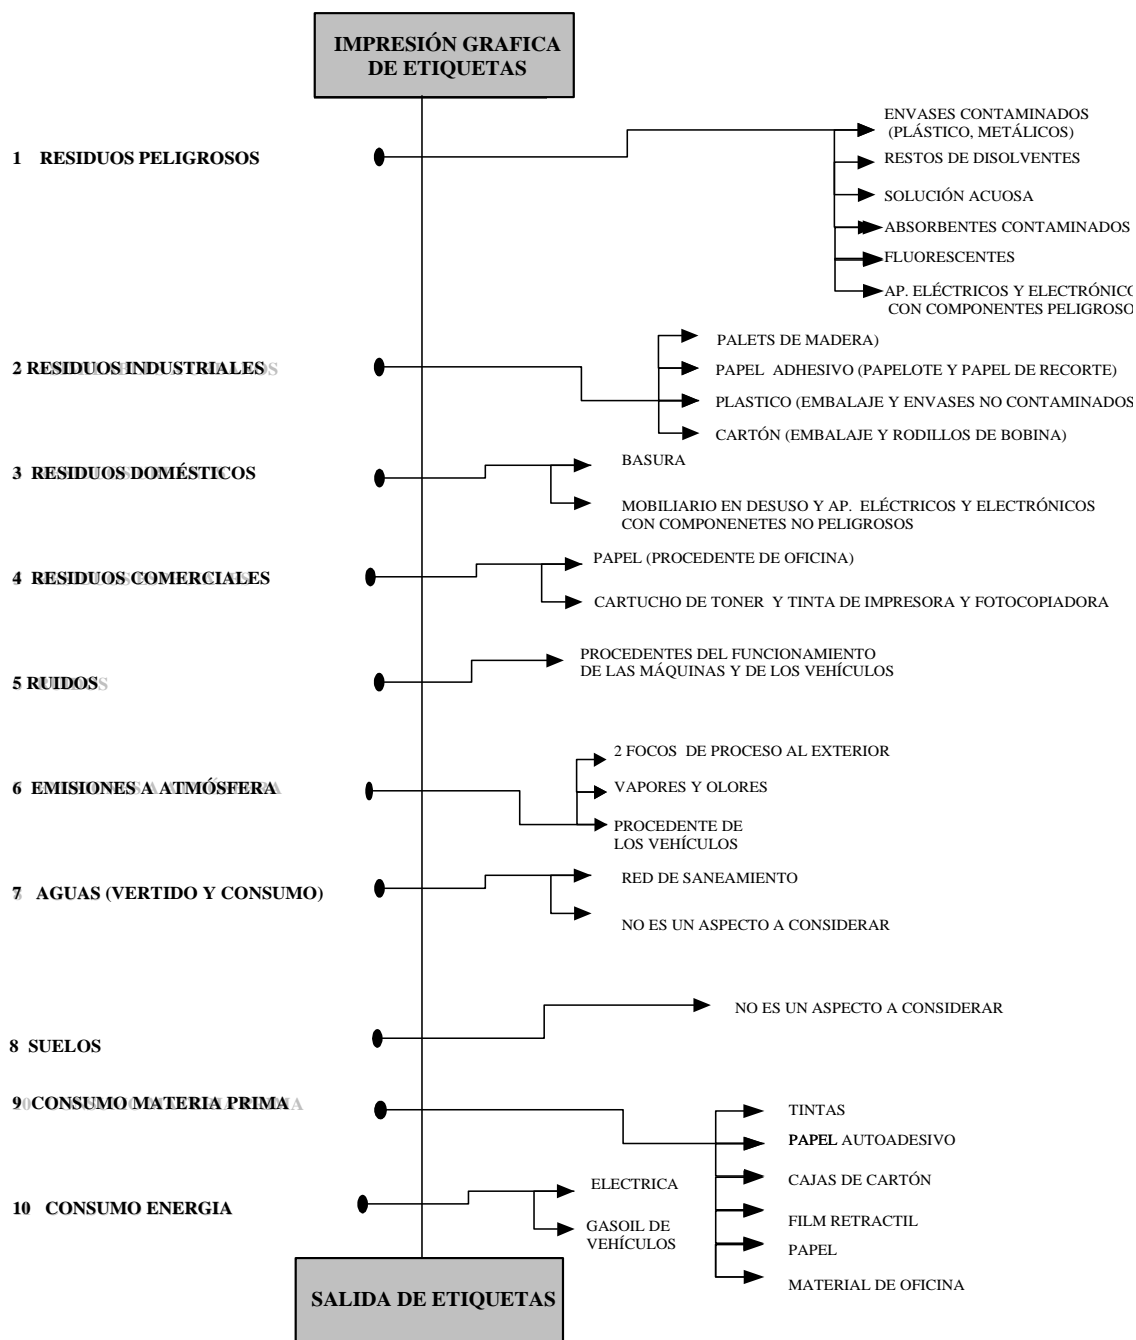 IMPRESIÓN GRAFICA
DE ETIQUETAS
1 RESIDUOS PELIGROSOS
ENVASES CONTAMINADOS
(PLÁSTICO, METÁLICOS)
RESTOS DE DISOLVENTES
SOLUCIÓN ACUOSA
ABSORBENTES CONTAMINADOS
FLUORESCENTES
AP. ELÉCTRICOS Y ELECTRÓNICO
CON COMPONENTES PELIGROSO
2 RESIDUOS INDUSTRIALES
PALETS DE MADERA)
PAPEL ADHESIVO (PAPELOTE Y PAPEL DE RECORTE)
PLASTICO (EMBALAJE Y ENVASES NO CONTAMINADOS
CARTÓN (EMBALAJE Y RODILLOS DE BOBINA)
3 RESIDUOS DOMÉSTICOS
BASURA
MOBILIARIO EN DESUSO Y AP. ELÉCTRICOS Y ELECTRÓNICOS
CON COMPONENETES NO PELIGROSOS
4 RESIDUOS COMERCIALES
PAPEL (PROCEDENTE DE OFICINA)
CARTUCHO DE TONER Y TINTA DE IMPRESORA Y FOTOCOPIADORA
5 RUIDOS
PROCEDENTES DEL FUNCIONAMIENTO
DE LAS MÁQUINAS Y DE LOS VEHÍCULOS
6 EMISIONES A ATMÓSFERA
2 FOCOS DE PROCESO AL EXTERIOR
VAPORES Y OLORES
PROCEDENTE DE
LOS VEHÍCULOS
7 AGUAS (VERTIDO Y CONSUMO)
RED DE SANEAMIENTO
NO ES UN ASPECTO A CONSIDERAR
8 SUELOS
NO ES UN ASPECTO A CONSIDERAR
9 CONSUMO MATERIA PRIMA
TINTAS
PAPEL AUTOADESIVO
CAJAS DE CARTÓN
FILM RETRACTIL
PAPEL
MATERIAL DE OFICINA
10 CONSUMO ENERGIA
ELECTRICA
GASOIL DE
VEHÍCULOS
SALIDA DE ETIQUETAS